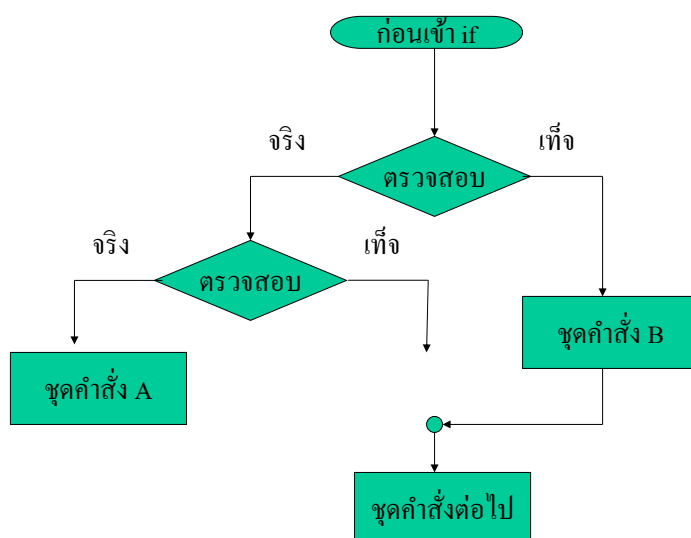 ก่อนเข้า if
จริง
เท็จ
ตรวจสอบ
จริง
เท็จ
ตรวจสอบ
ชุดคำสั่ง B
ชุดคำสั่ง A
ชุดคำสั่งต่อไป